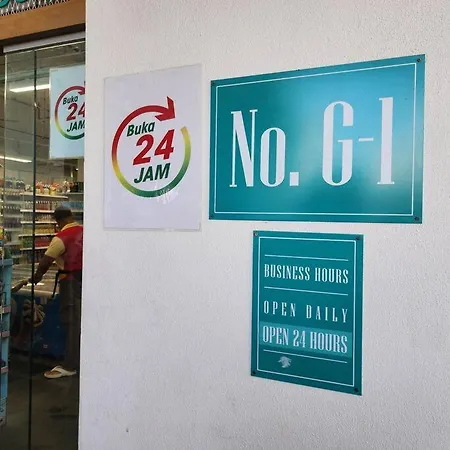 Buka
24
JAM
Buka
24
JAM
No. G-1
BUSINESS HOURS
OPEN DAILY
OPEN 24 HOURS